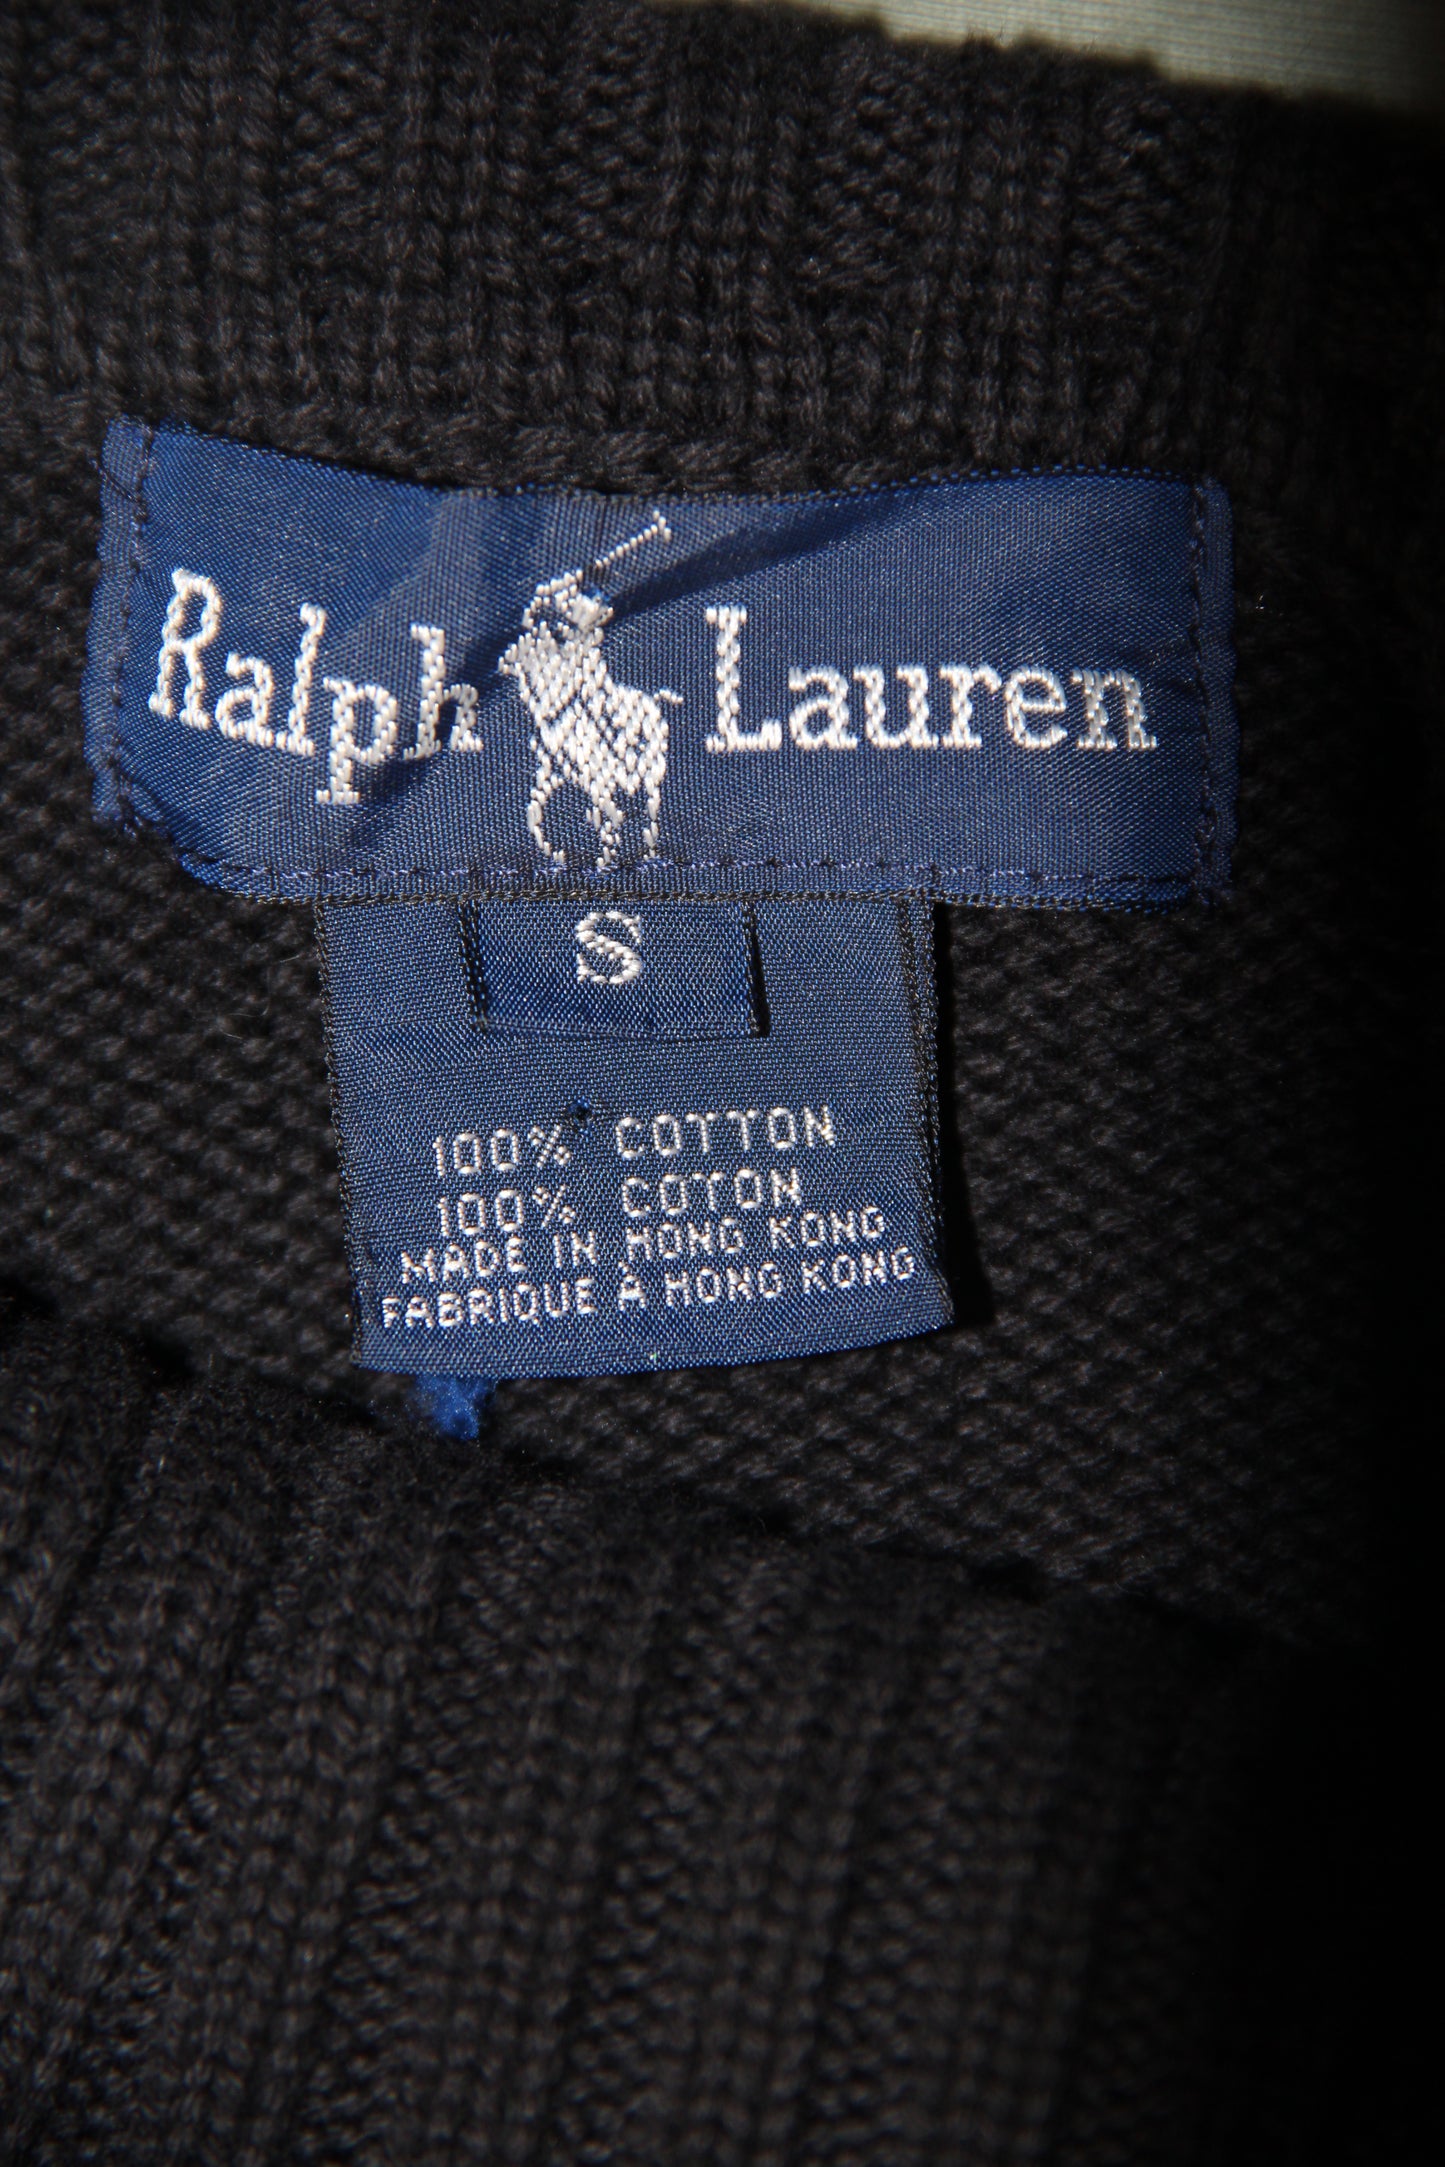 Ralph Lauren
S
100% COTTON
100% COTON
MADE IN HONG KONG
FABRIQUE À HONG KONG